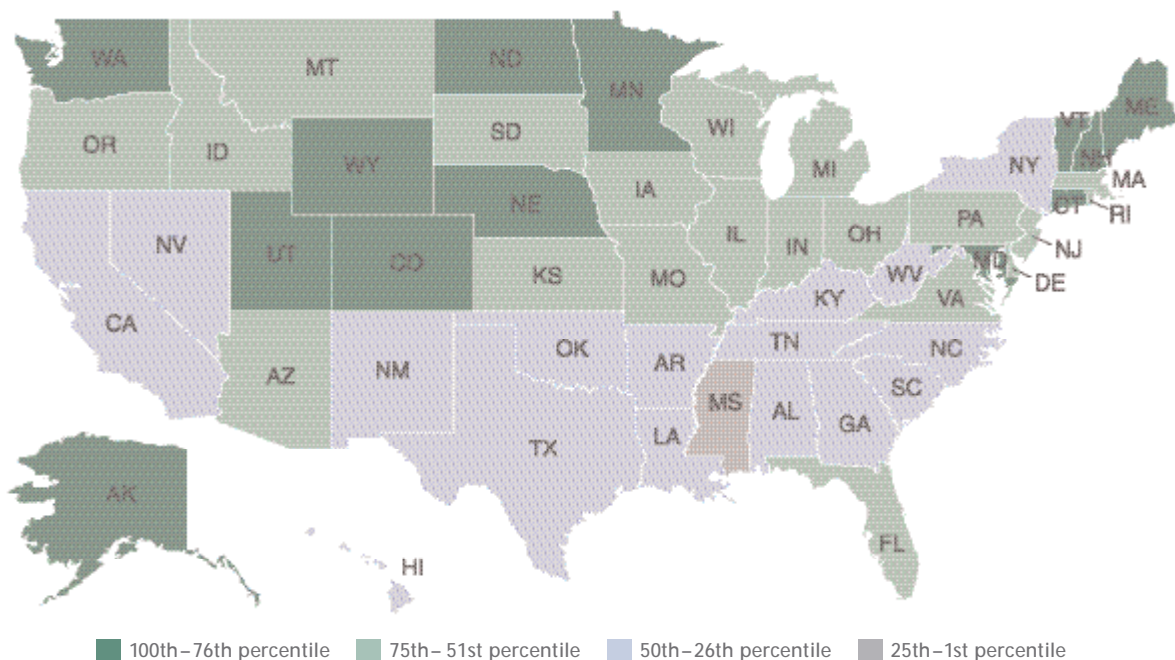 WA
MT
ND
MN
ME
VT
NH
OR
ID
SD
WI
MI
NY
MA
WY
IA
CT
RI
NE
PA
NJ
NV
UT
CO
IL
IN
OH
MD
DE
KS
MO
WV
VA
CA
KY
OK
AR
TN
NC
AZ
NM
MS
AL
SC
TX
LA
GA
AK
FL
HI
100th–76th percentile
75th–51st percentile
50th–26th percentile
25th–1st percentile